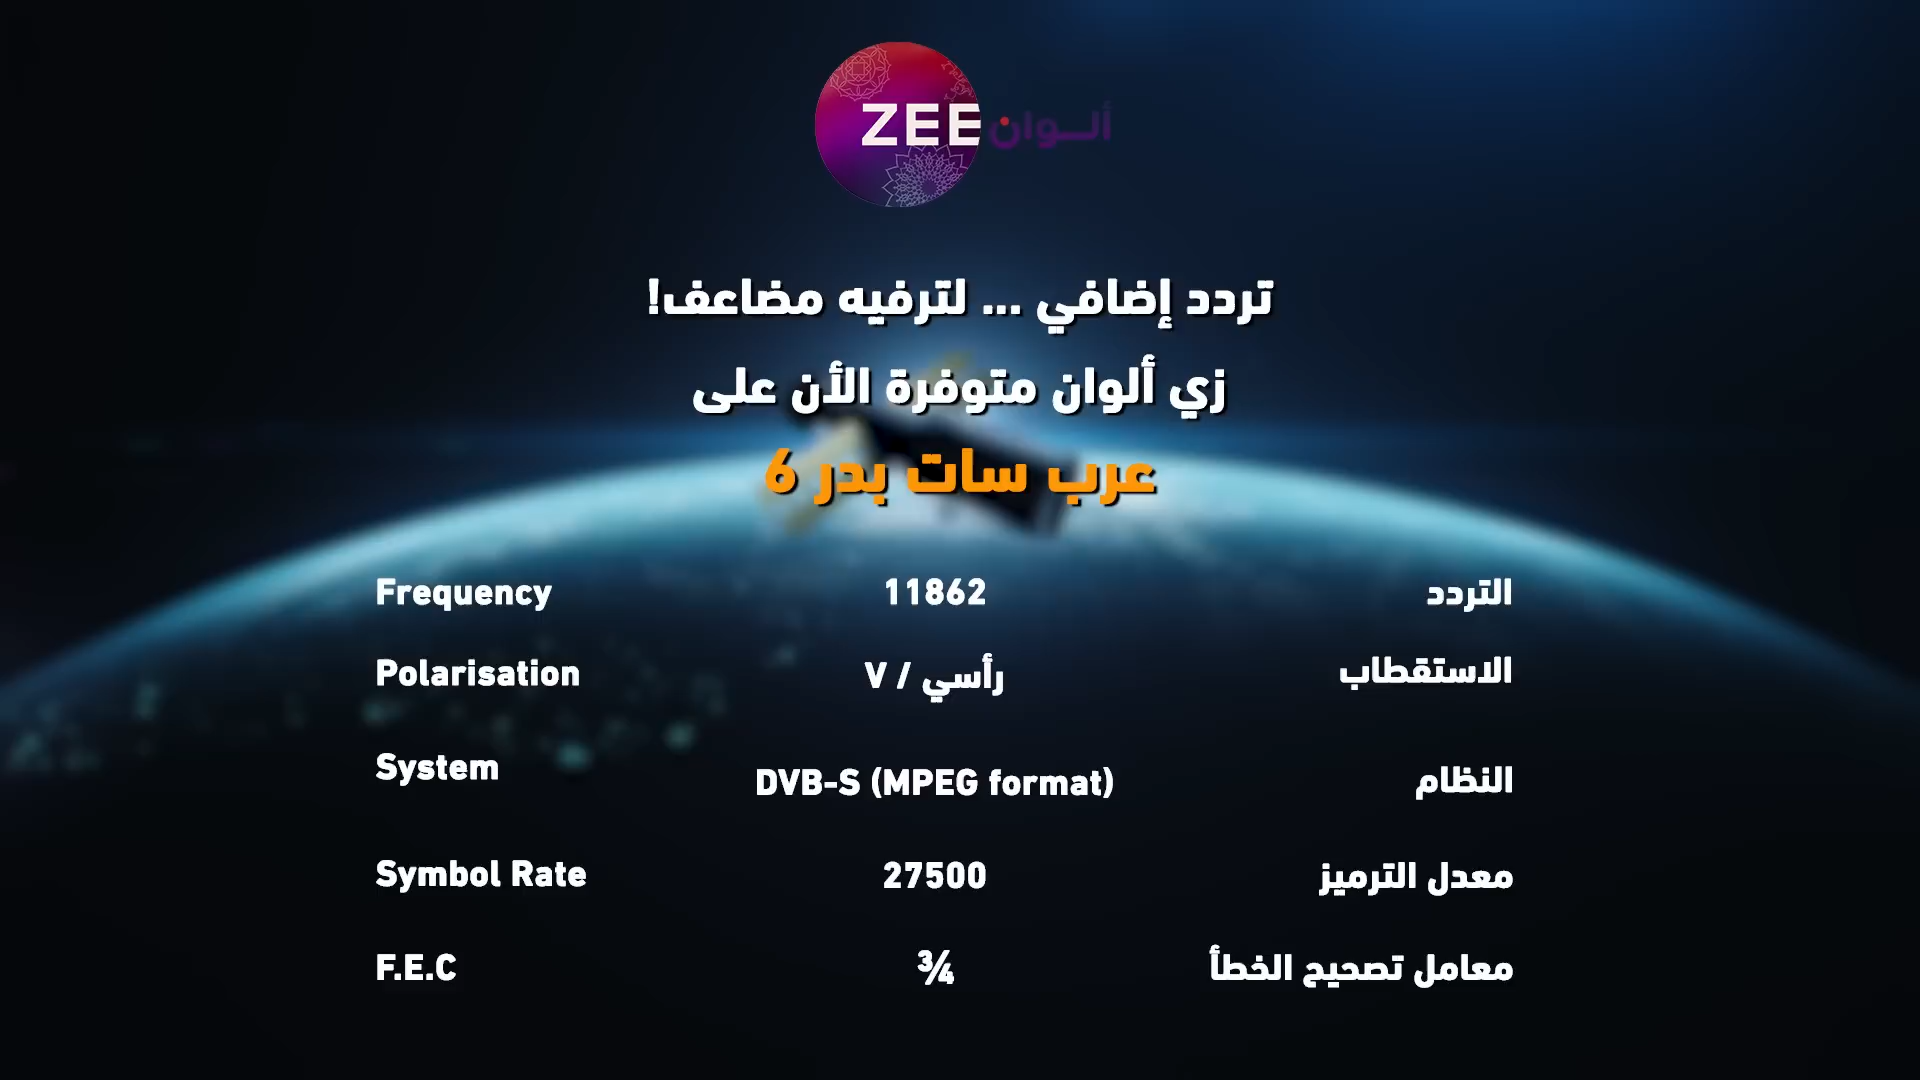 ZEE ألوان
تردد إضافي ... لترفيه مضاعف!
زي ألوان متوفرة الأن على
عرب سات بدر 6
Frequency 11862 التردد
Polarisation رأسي / V الاستقطاب
System DVB-S (MPEG format) النظام
Symbol Rate 27500 معدل الترميز
F.E.C ¾ معامل تصحيح الخطأ